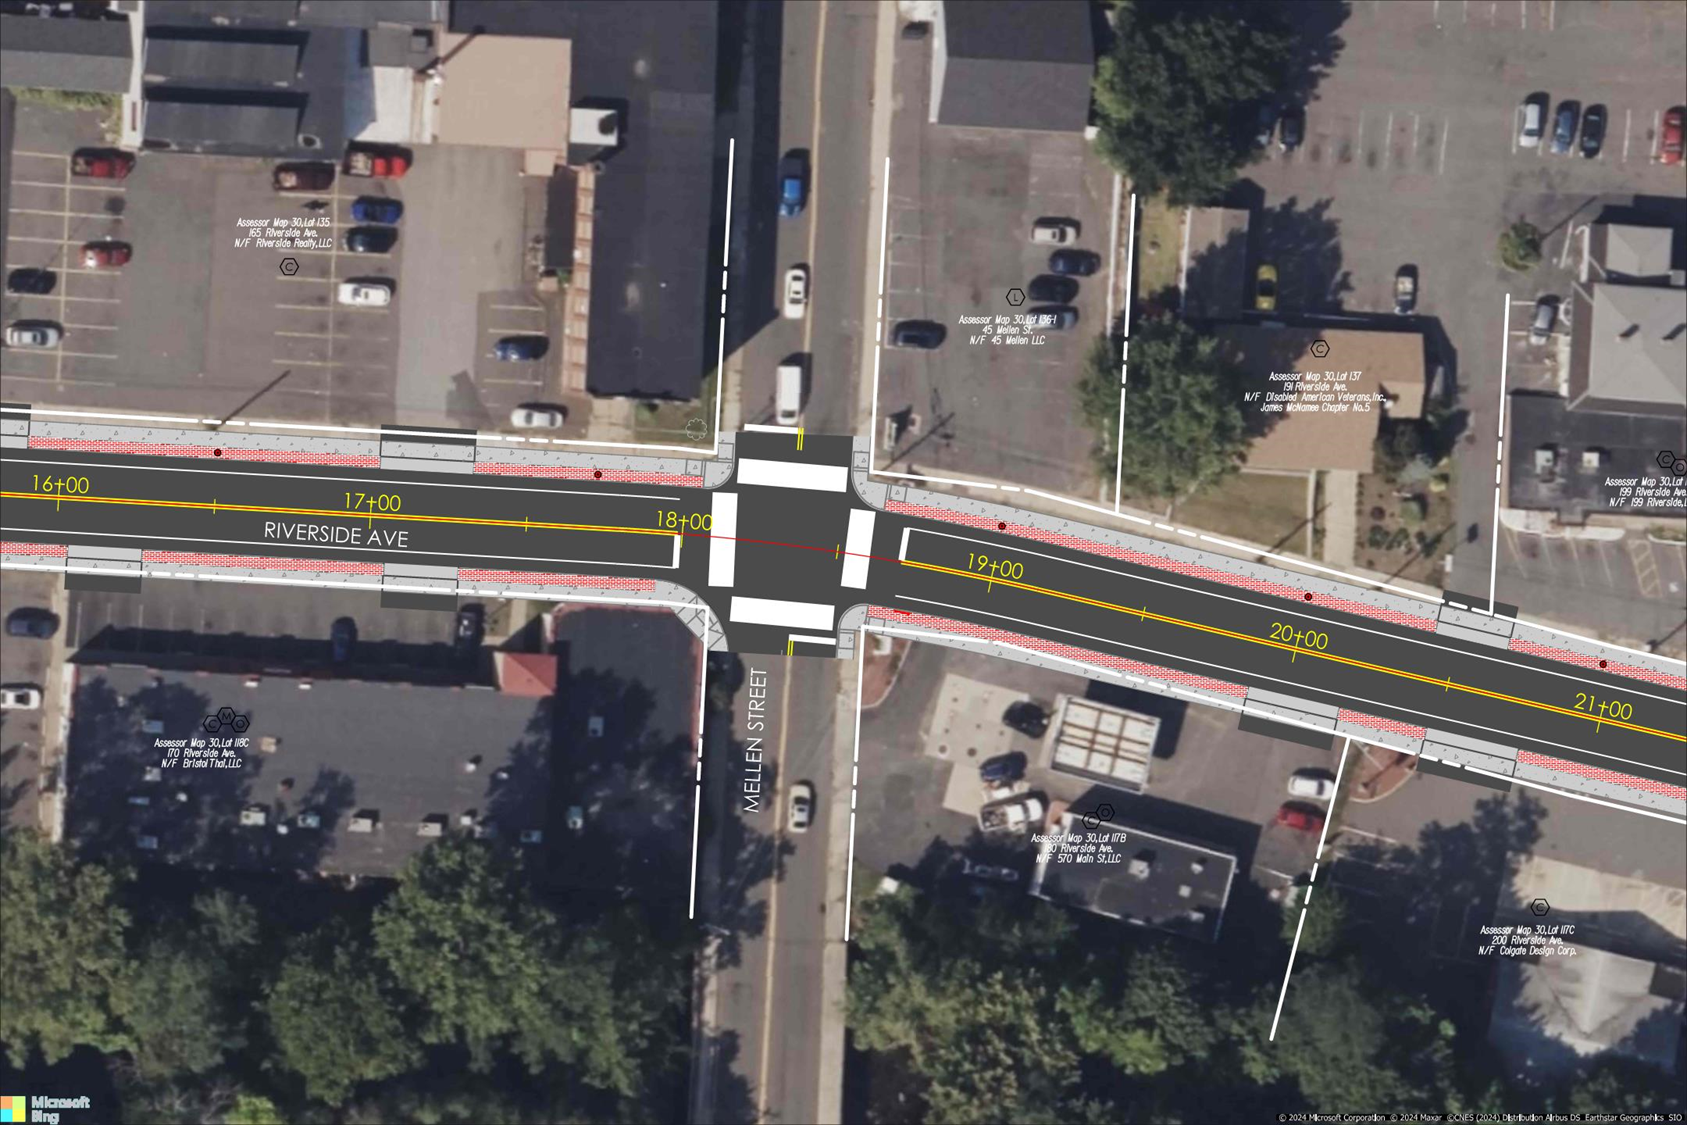 Assessor Map 30, Lot 135
165 Riverside Ave.
N/F Riverside Realty, LLC
C
L
Assessor Map 30, Lot 136-1
45 Mellen St.
N/F 45 Mellen LLC
C
Assessor Map 30, Lot 137
191 Riverside Ave.
N/F Disabled American Veterans, Inc.,
James McNamee Chapter No. 5
C O
Assessor Map 30, Lot
199 Riverside Ave.
N/F 199 Riverside,
16+00
17+00
18+00
19+00
20+00
21+00
RIVERSIDE AVE
MELLEN STREET
C M O
Assessor Map 30, Lot 118C
170 Riverside Ave.
N/F Bristol Thal, LLC
C O
Assessor Map 30, Lot 117B
180 Riverside Ave.
N/F 570 Main St, LLC
C
Assessor Map 30, Lot 117C
200 Riverside Ave.
N/F Colgate Design Corp.
Microsoft
Bing
© 2024 Microsoft Corporation © 2024 Maxar ©CNES (2024) Distribution Airbus DS Earthstar Geographics SIO